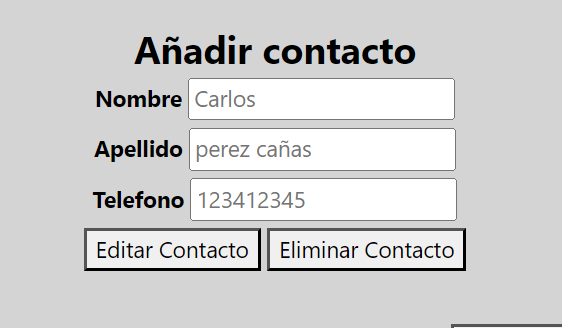 Añadir contacto
Nombre Carlos
Apellido perez cañas
Telefono 123412345
Editar Contacto Eliminar Contacto